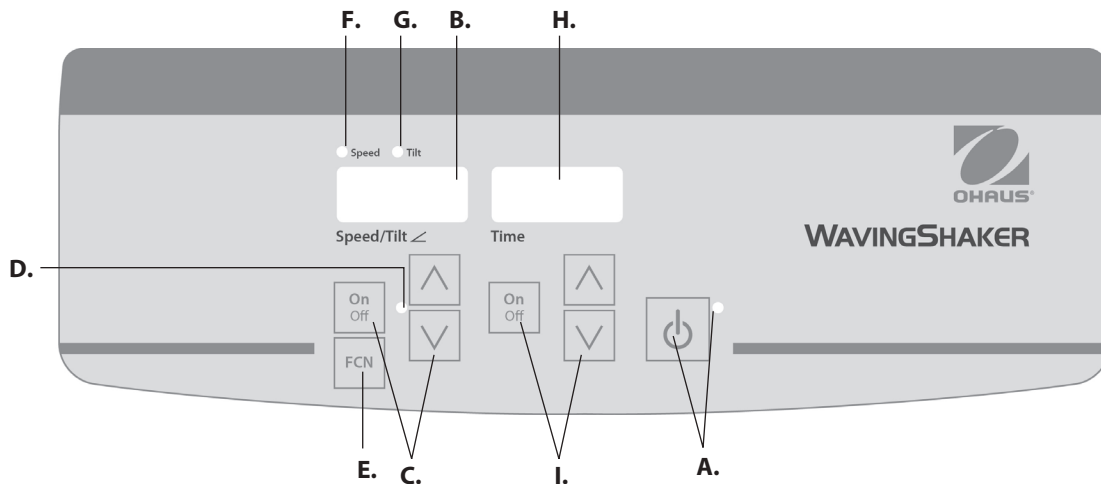 F. G. B. H.
Speed Tilt
OHAUS®
Speed/Tilt Time
WAVINGSHAKER
D.
On
Off
On
Off
FCN
E. C. I. A.